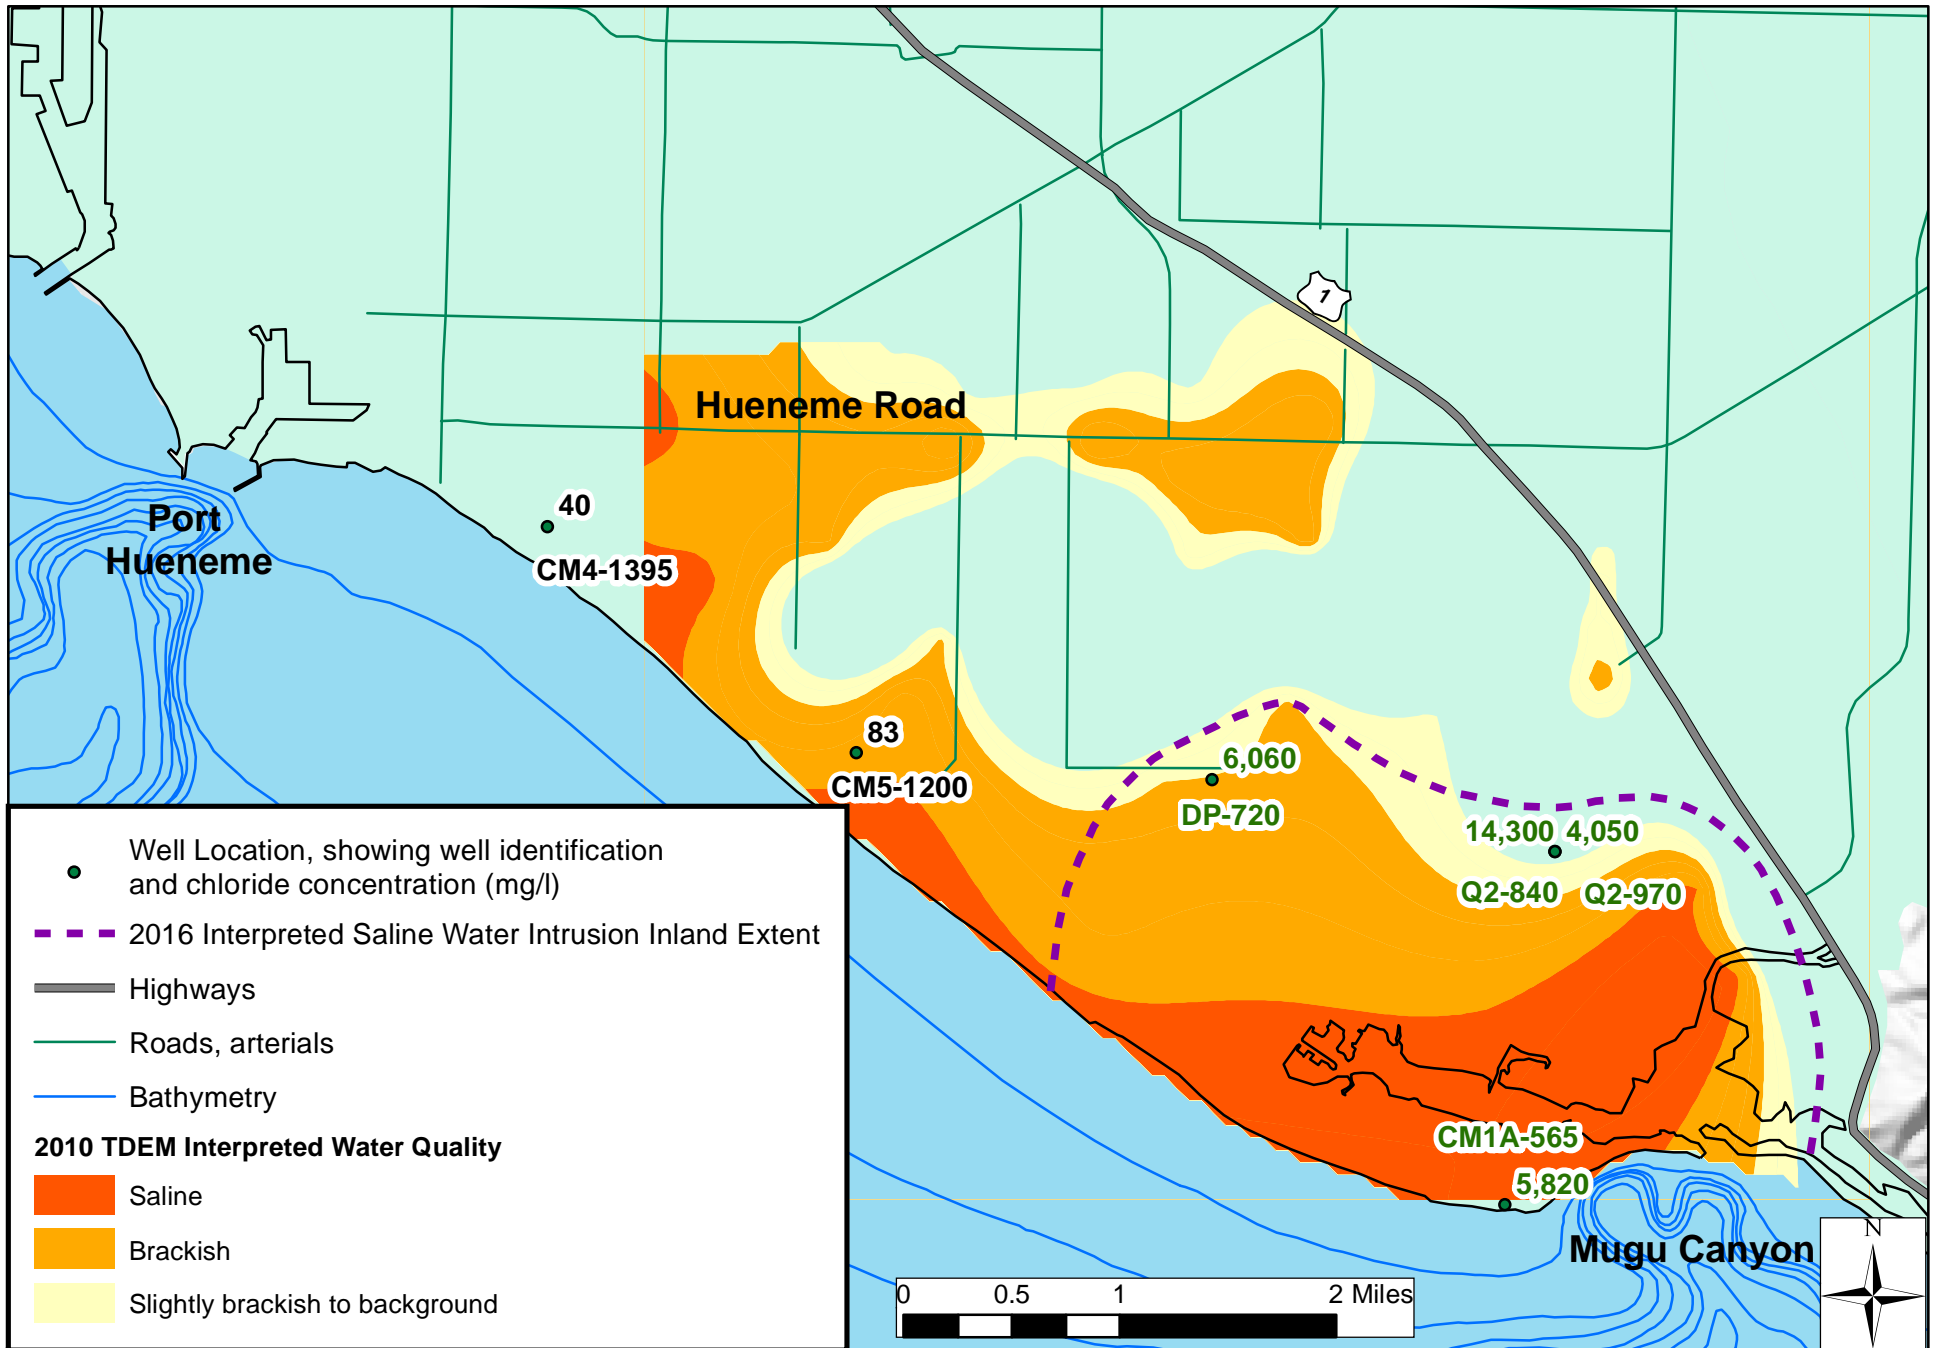 1
Hueneme Road
40
Port
Hueneme
CM4-1395
83
CM5-1200
6,060
DP-720
14,300 4,050
Q2-840 Q2-970
CM1A-565
5,820
Mugu Canyon
N
0 0.5 1 2 Miles
Well Location, showing well identification
and chloride concentration (mg/l)
2016 Interpreted Saline Water Intrusion Inland Extent
Highways
Roads, arterials
Bathymetry
2010 TDEM Interpreted Water Quality
Saline
Brackish
Slightly brackish to background